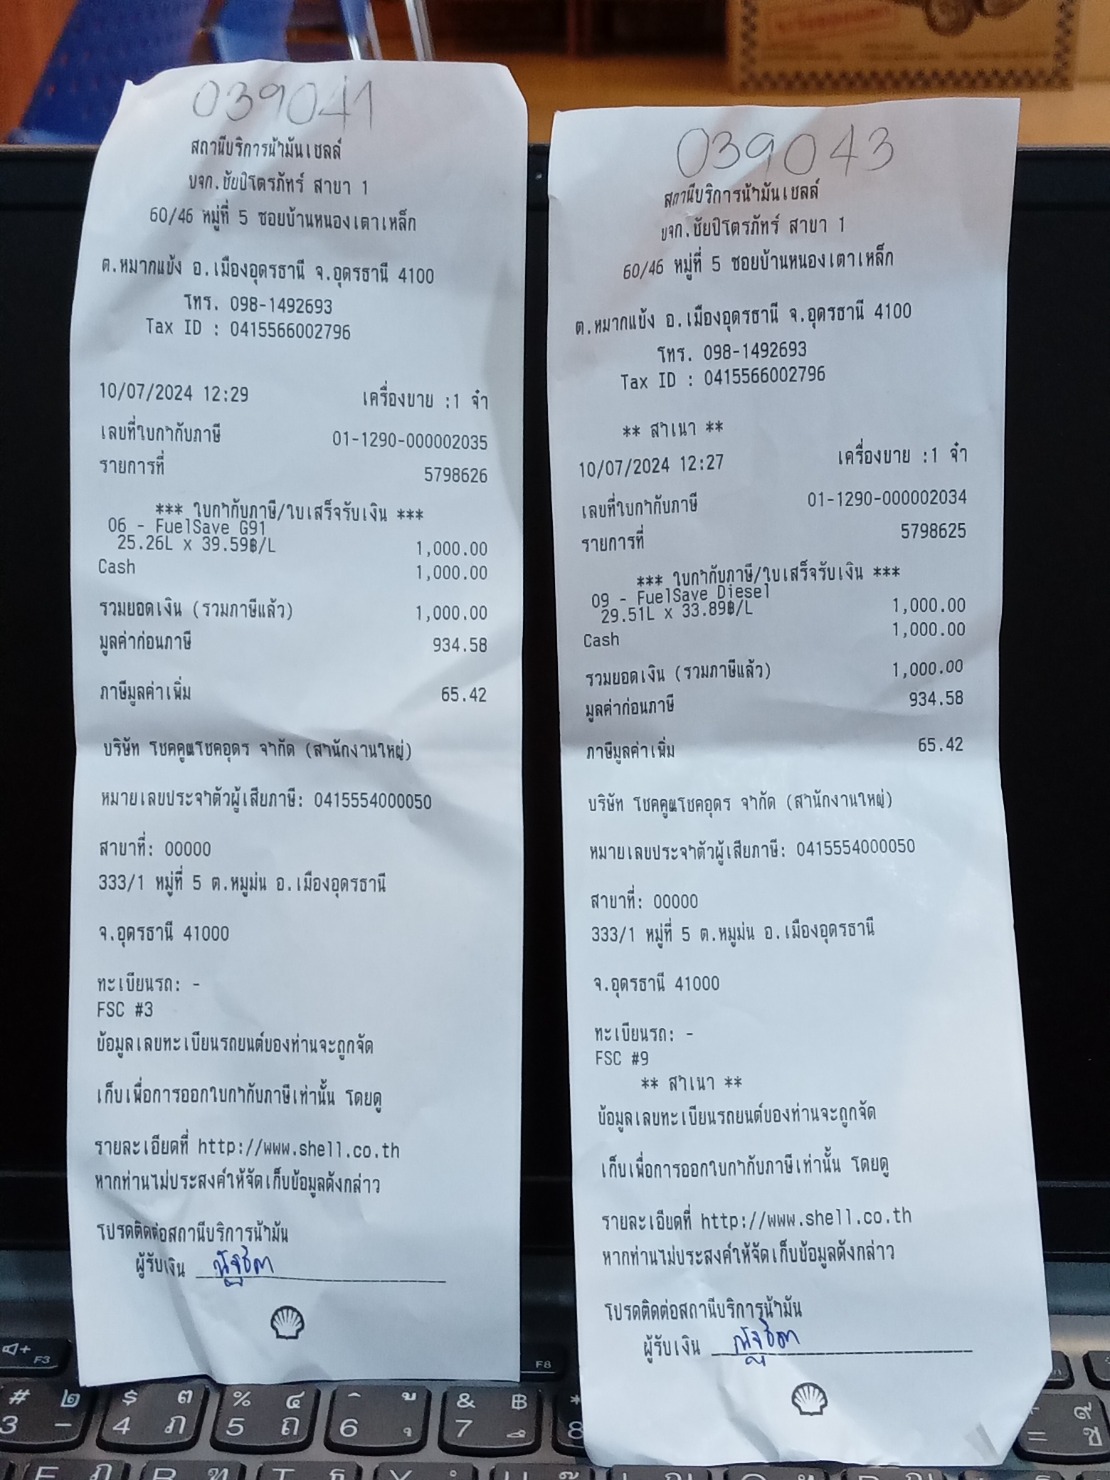 039041
สถานีบริการน้ำมันเชลล์
บจก.ชัยปิโตรภัทร์ สาขา 1
60/46 หมู่ที่ 5 ซอยบ้านหนองเตาเหล็ก
ต.หมากแข้ง อ.เมืองอุดรธานี จ.อุดรธานี 4100
โทร. 098-1492693
Tax ID : 0415566002796
10/07/2024 12:29 เครื่องขาย :1 จ๋า
เลขที่ใบกำกับภาษี 01-1290-000002035
รายการที่ 5798626
*** ใบกำกับภาษี/ใบเสร็จรับเงิน ***
06 - FuelSave G91
25.26L x 39.59฿/L 1,000.00
Cash 1,000.00
รวมยอดเงิน (รวมภาษีแล้ว) 1,000.00
มูลค่าก่อนภาษี 934.58
ภาษีมูลค่าเพิ่ม 65.42
บริษัท โชคคูณโชคอุดร จำกัด (สำนักงานใหญ่)
หมายเลขประจำตัวผู้เสียภาษี: 0415554000050
สาขาที่: 00000
333/1 หมู่ที่ 5 ต.หมูม่น อ.เมืองอุดรธานี
จ.อุดรธานี 41000
ทะเบียนรถ: -
FSC #3
ข้อมูลเลขทะเบียนรถยนต์ของท่านจะถูกจัด
เก็บเพื่อการออกใบกำกับภาษีเท่านั้น โดยดู
รายละเอียดที่ http://www.shell.co.th
หากท่านไม่ประสงค์ให้จัดเก็บข้อมูลดังกล่าว
โปรดติดต่อสถานีบริการน้ำมัน
ผู้รับเงิน ณัฐธิดา
039043
สถานีบริการน้ำมันเชลล์
บจก.ชัยปิโตรภัทร์ สาขา 1
60/46 หมู่ที่ 5 ซอยบ้านหนองเตาเหล็ก
ต.หมากแข้ง อ.เมืองอุดรธานี จ.อุดรธานี 4100
โทร. 098-1492693
Tax ID : 0415566002796
** สำเนา **
10/07/2024 12:27 เครื่องขาย :1 จ๋า
เลขที่ใบกำกับภาษี 01-1290-000002034
รายการที่ 5798625
*** ใบกำกับภาษี/ใบเสร็จรับเงิน ***
09 - FuelSave Diesel
29.51L x 33.89฿/L 1,000.00
Cash 1,000.00
รวมยอดเงิน (รวมภาษีแล้ว) 1,000.00
มูลค่าก่อนภาษี 934.58
ภาษีมูลค่าเพิ่ม 65.42
บริษัท โชคคูณโชคอุดร จำกัด (สำนักงานใหญ่)
หมายเลขประจำตัวผู้เสียภาษี: 0415554000050
สาขาที่: 00000
333/1 หมู่ที่ 5 ต.หมูม่น อ.เมืองอุดรธานี
จ.อุดรธานี 41000
ทะเบียนรถ: -
FSC #9
** สำเนา **
ข้อมูลเลขทะเบียนรถยนต์ของท่านจะถูกจัด
เก็บเพื่อการออกใบกำกับภาษีเท่านั้น โดยดู
รายละเอียดที่ http://www.shell.co.th
หากท่านไม่ประสงค์ให้จัดเก็บข้อมูลดังกล่าว
โปรดติดต่อสถานีบริการน้ำมัน
ผู้รับเงิน ณัฐธิดา
F3 F8
# ๒ $ ๓ % ๔ ^ ู & ฿ *
3 - 4 ภ 5 ถ 6 ุ 7 ึ 8
๙
= ช